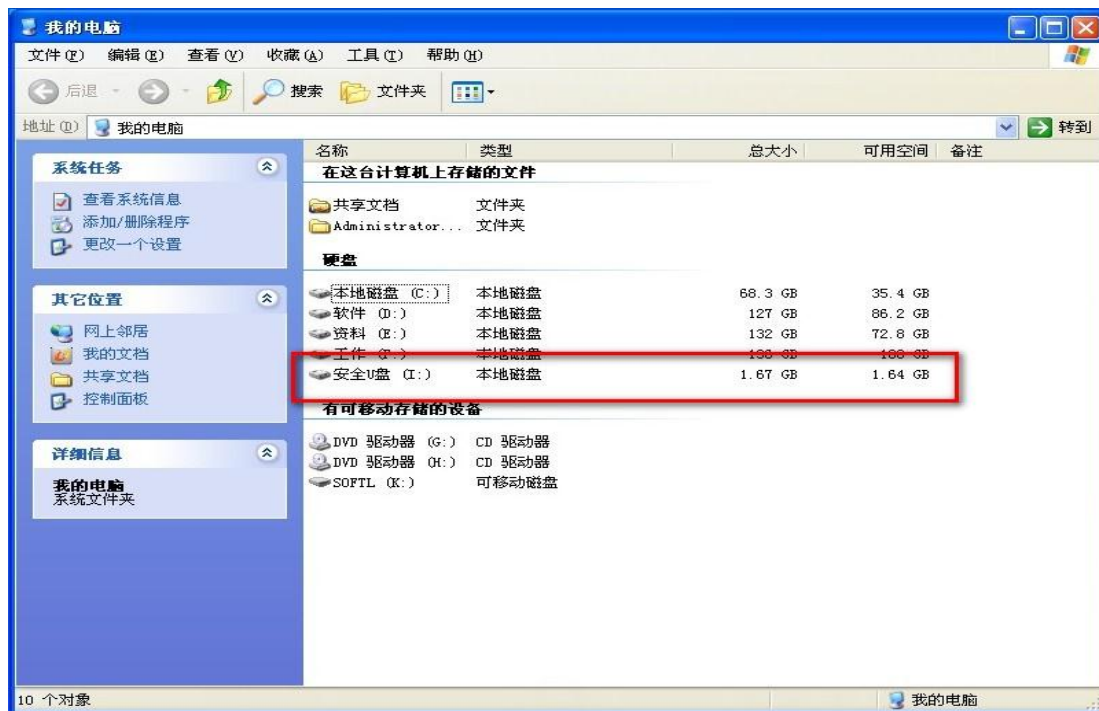 我的电脑
文件(F) 编辑(E) 查看(V) 收藏(A) 工具(T) 帮助(H)
后退 搜索 文件夹
地址(D) 我的电脑 转到
系统任务
查看系统信息
添加/删除程序
更改一个设置
其它位置
网上邻居
我的文档
共享文档
控制面板
详细信息
我的电脑
系统文件夹
名称 类型 总大小 可用空间 备注
在这台计算机上存储的文件
共享文档 文件夹
Administrator... 文件夹
硬盘
本地磁盘 (C:) 本地磁盘 68.3 GB 35.4 GB
软件 (D:) 本地磁盘 127 GB 86.2 GB
资料 (E:) 本地磁盘 132 GB 72.8 GB
工作 (F:) 本地磁盘 GB GB
安全U盘 (I:) 本地磁盘 1.67 GB 1.64 GB
有可移动存储的设备
DVD 驱动器 (G:) CD 驱动器
DVD 驱动器 (H:) CD 驱动器
SOFTL (K:) 可移动磁盘
10 个对象 我的电脑